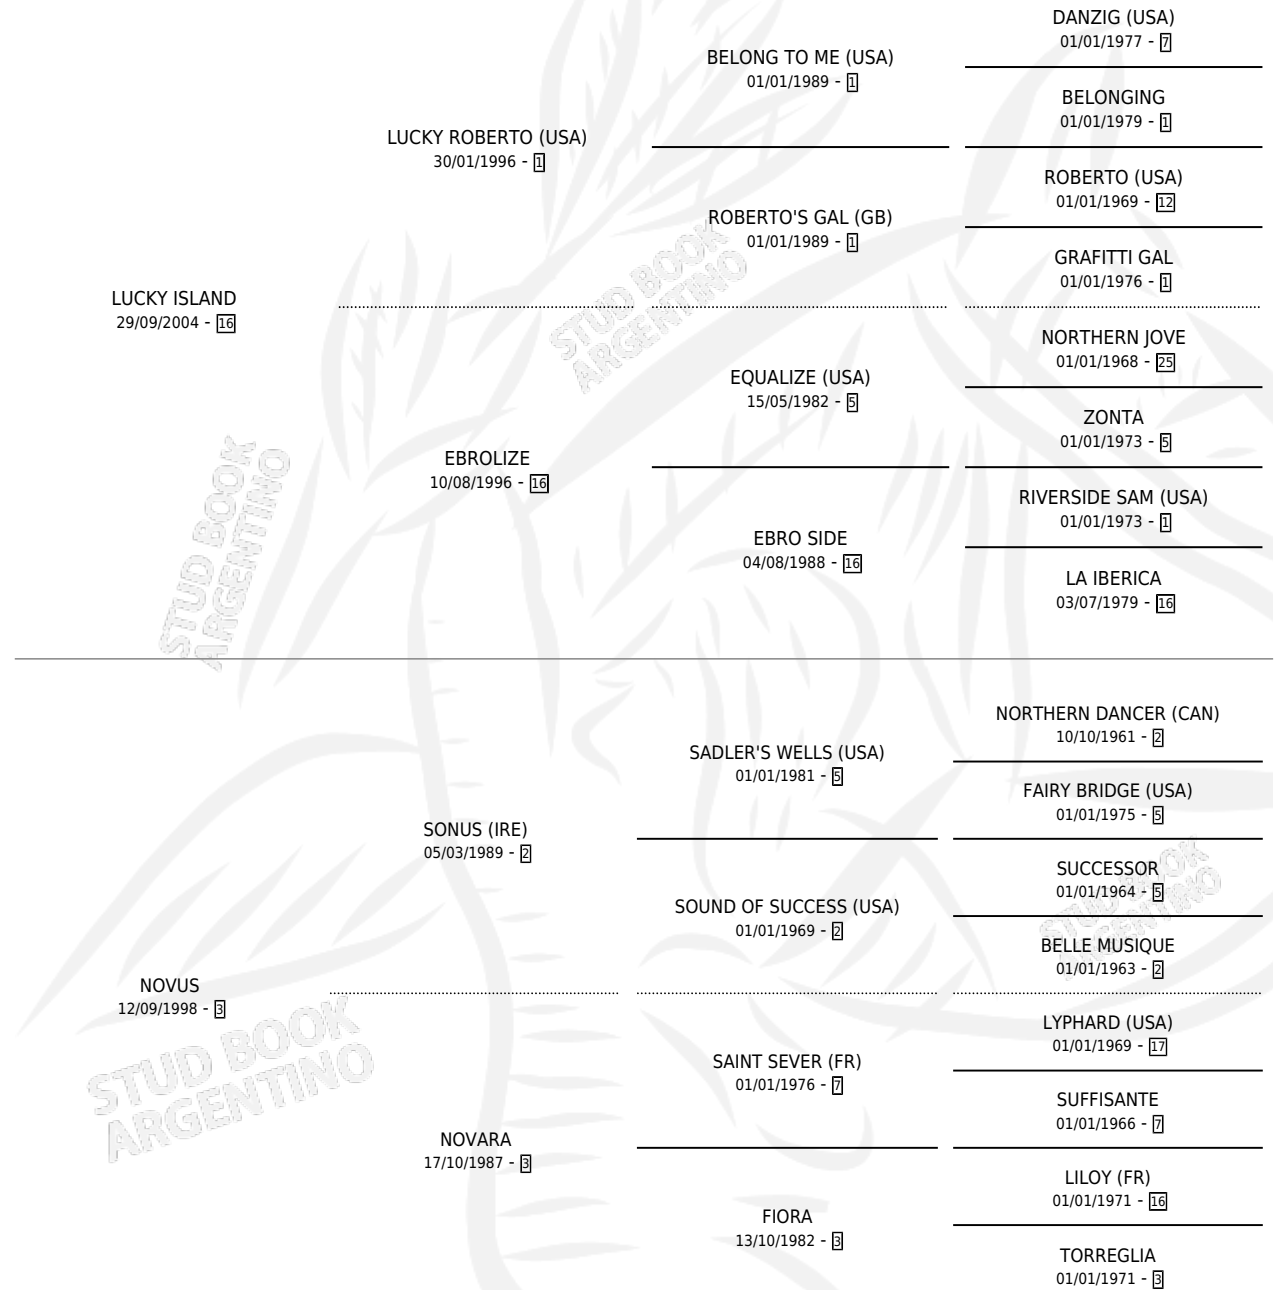 DANZIG (USA)
01/01/1977 - 7
BELONG TO ME (USA)
01/01/1989 - 1
BELONGING
01/01/1979 - 1
LUCKY ROBERTO (USA)
30/01/1996 - 1
ROBERTO (USA)
01/01/1969 - 12
ROBERTO'S GAL (GB)
01/01/1989 - 1
GRAFITTI GAL
01/01/1976 - 1
LUCKY ISLAND
29/09/2004 - 16
STUD BOOK
ARGENTINO
NORTHERN JOVE
01/01/1968 - 25
EQUALIZE (USA)
15/05/1982 - 5
ZONTA
01/01/1973 - 5
EBROLIZE
10/08/1996 - 16
RIVERSIDE SAM (USA)
01/01/1973 - 1
EBRO SIDE
04/08/1988 - 16
LA IBERICA
03/07/1979 - 16
STUD BOOK
ARGENTINO
NORTHERN DANCER (CAN)
10/10/1961 - 2
SADLER'S WELLS (USA)
01/01/1981 - 5
FAIRY BRIDGE (USA)
01/01/1975 - 5
SONUS (IRE)
05/03/1989 - 2
SUCCESSOR
01/01/1964 - 5
SOUND OF SUCCESS (USA)
01/01/1969 - 2
STUD BOOK
ARGENTINO
BELLE MUSIQUE
01/01/1963 - 2
NOVUS
12/09/1998 - 3
LYPHARD (USA)
01/01/1969 - 17
SAINT SEVER (FR)
01/01/1976 - 7
STUD BOOK
ARGENTINO
SUFFISANTE
01/01/1966 - 7
NOVARA
17/10/1987 - 3
LILOY (FR)
01/01/1971 - 16
FIORA
13/10/1982 - 3
TORREGLIA
01/01/1971 - 3